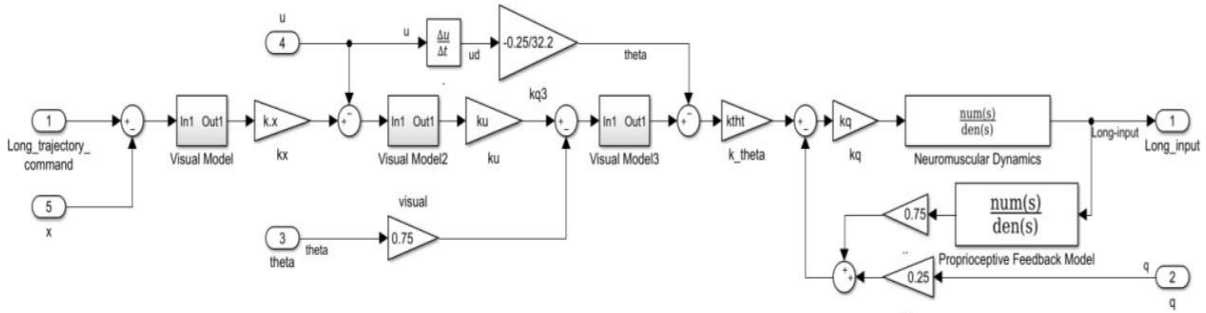 u
4
u
Δu
Δt
ud
-0.25/32.2
theta
kq3
1
Long_trajectory_
command
In1 Out1
Visual Model
k.x
kx
In1 Out1
Visual Model2
ku
ku
In1 Out1
Visual Model3
ktht
k_theta
kq
kq
num(s)
den(s)
Neuromuscular Dynamics
Long-input
1
Long_input
5
x
visual
0.75
3
theta
theta
0.75
num(s)
den(s)
Proprioceptive Feedback Model
0.25
q
2
q